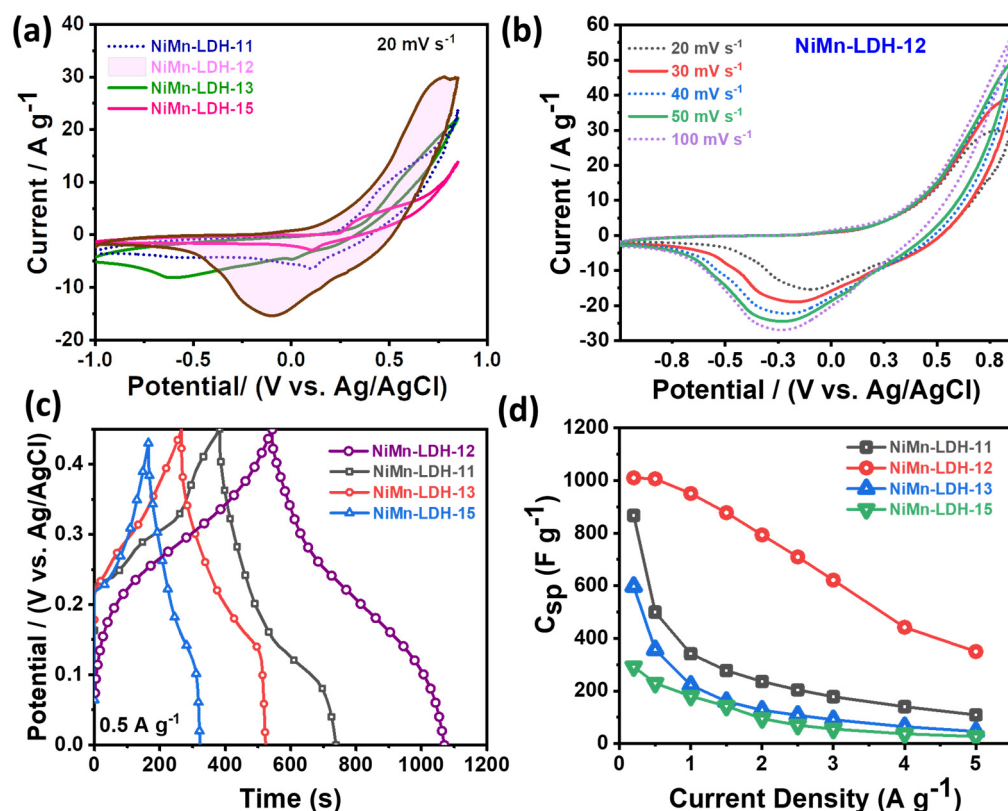 (a)
NiMn-LDH-11
NiMn-LDH-12
NiMn-LDH-13
NiMn-LDH-15
20 mV s⁻¹
40
30
20
10
0
-10
-20
Current / A g⁻¹
-1.0
-0.5
0.0
0.5
1.0
Potential/ (V vs. Ag/AgCl)
(b)
20 mV s⁻¹
30 mV s⁻¹
40 mV s⁻¹
50 mV s⁻¹
100 mV s⁻¹
NiMn-LDH-12
60
50
40
30
20
10
0
-10
-20
-30
Current / A g⁻¹
-0.8
-0.5
-0.3
0.0
0.3
0.5
0.8
Potential / (V vs. Ag/AgCl)
(c)
NiMn-LDH-12
NiMn-LDH-11
NiMn-LDH-13
NiMn-LDH-15
0.4
0.3
0.2
0.1
0.0
Potential / (V vs. Ag/AgCl)
0.5 A g⁻¹
0
200
400
600
800
1000
1200
Time (s)
(d)
NiMn-LDH-11
NiMn-LDH-12
NiMn-LDH-13
NiMn-LDH-15
1200
1000
800
600
400
200
0
Csp (F g⁻¹)
0
1
2
3
4
5
Current Density (A g⁻¹)